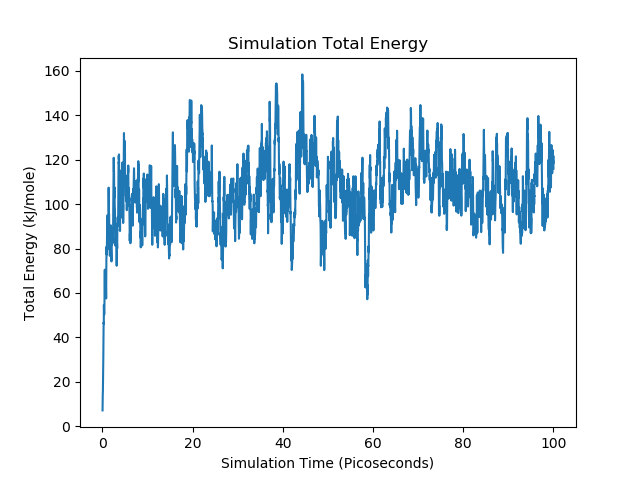 Simulation Total Energy
Total Energy (kJ/mole)
160
140
120
100
80
60
40
20
0
0 20 40 60 80 100
Simulation Time (Picoseconds)